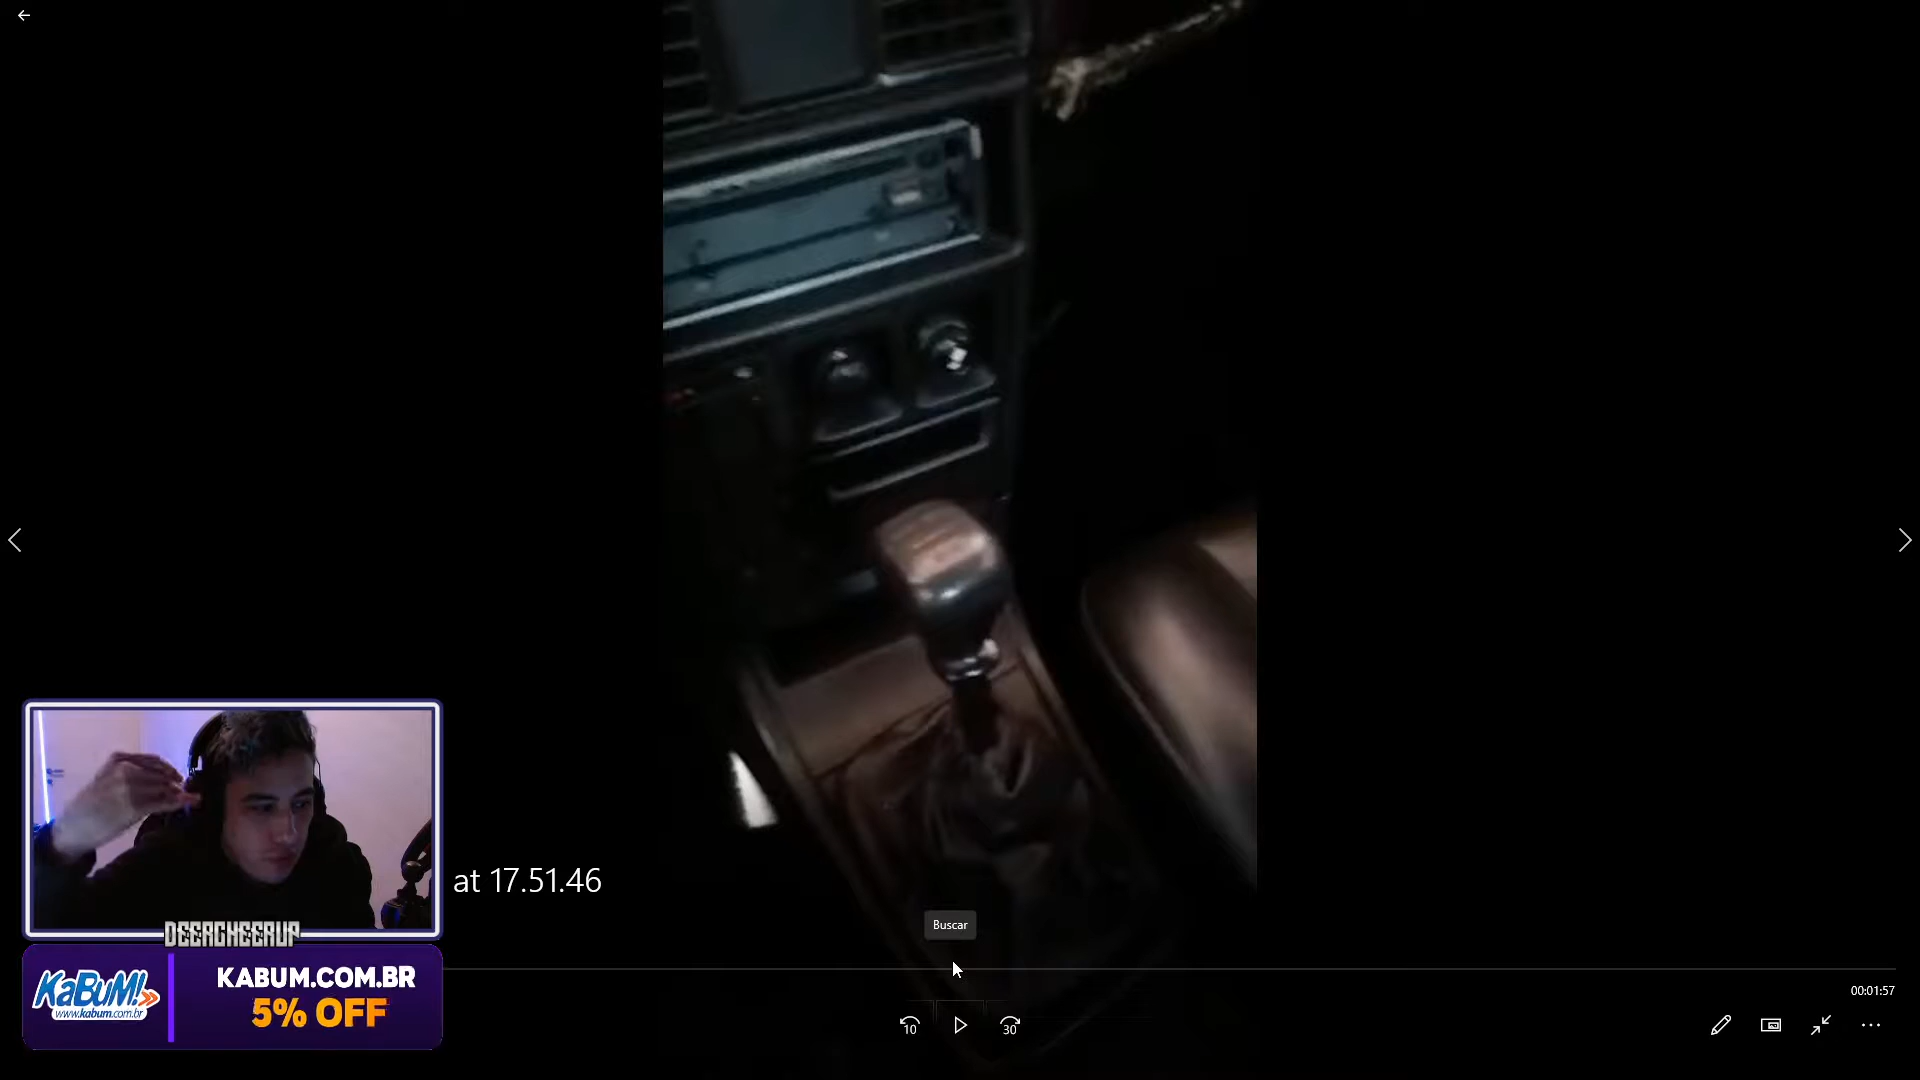 at 17.51.46
Buscar
DEERCHEERUP
KaBuM!
www.kabum.com.br
KABUM.COM.BR
5% OFF
00:01:57
10
30